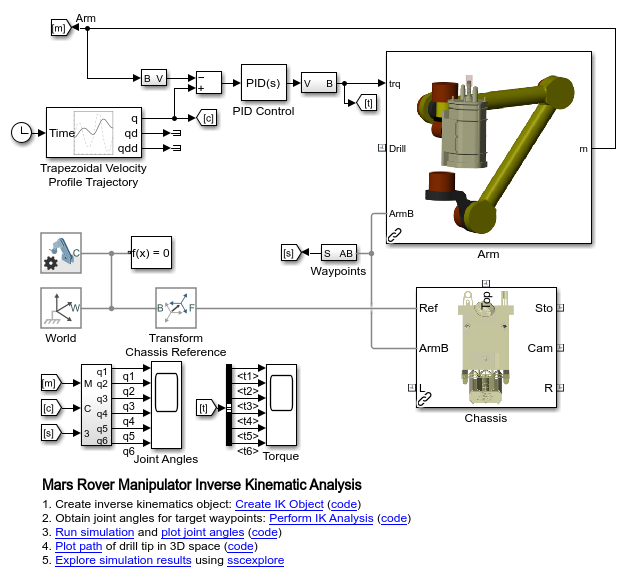 Arm
[m]
B V
−
+
PID(s)
PID Control
V B
[t]
trq
Drill
ArmB
m
Arm
Time
q
qd
qdd
[c]
Trapezoidal Velocity
Profile Trajectory
C
f(x) = 0
[s]
S AB
Waypoints
W
World
B F
Transform
Chassis Reference
Top
Ref
ArmB
L
Sto
Cam
R
Chassis
[m]
[c]
[s]
M
C
3
q1
q2
q3
q4
q5
q6
q1
q2
q3
q4
q5
q6
Joint Angles
[t]
<t1>
<t2>
<t3>
<t4>
<t5>
<t6>
Torque
Mars Rover Manipulator Inverse Kinematic Analysis
1. Create inverse kinematics object: Create IK Object (code)
2. Obtain joint angles for target waypoints: Perform IK Analysis (code)
3. Run simulation and plot joint angles (code)
4. Plot path of drill tip in 3D space (code)
5. Explore simulation results using sscexplore